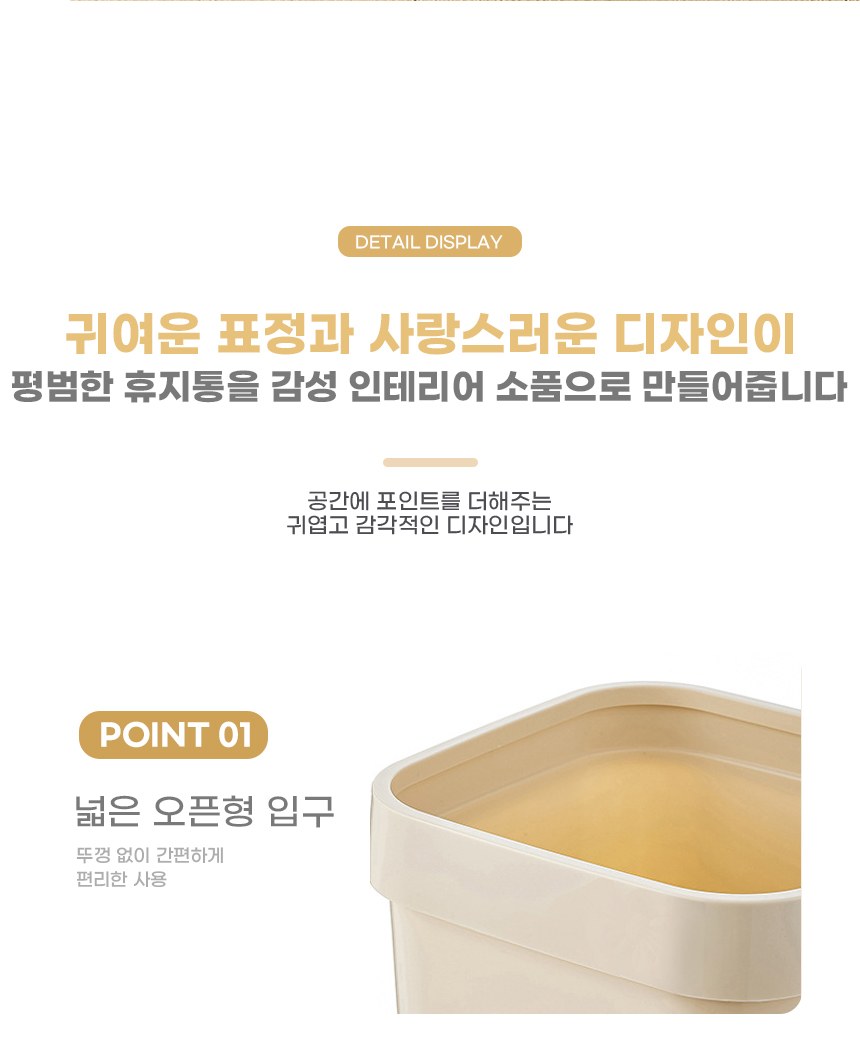 DETAIL DISPLAY
귀여운 표정과 사랑스러운 디자인이
평범한 휴지통을 감성 인테리어 소품으로 만들어줍니다
공간에 포인트를 더해주는
귀엽고 감각적인 디자인입니다
POINT 01
넓은 오픈형 입구
뚜껑 없이 간편하게
편리한 사용